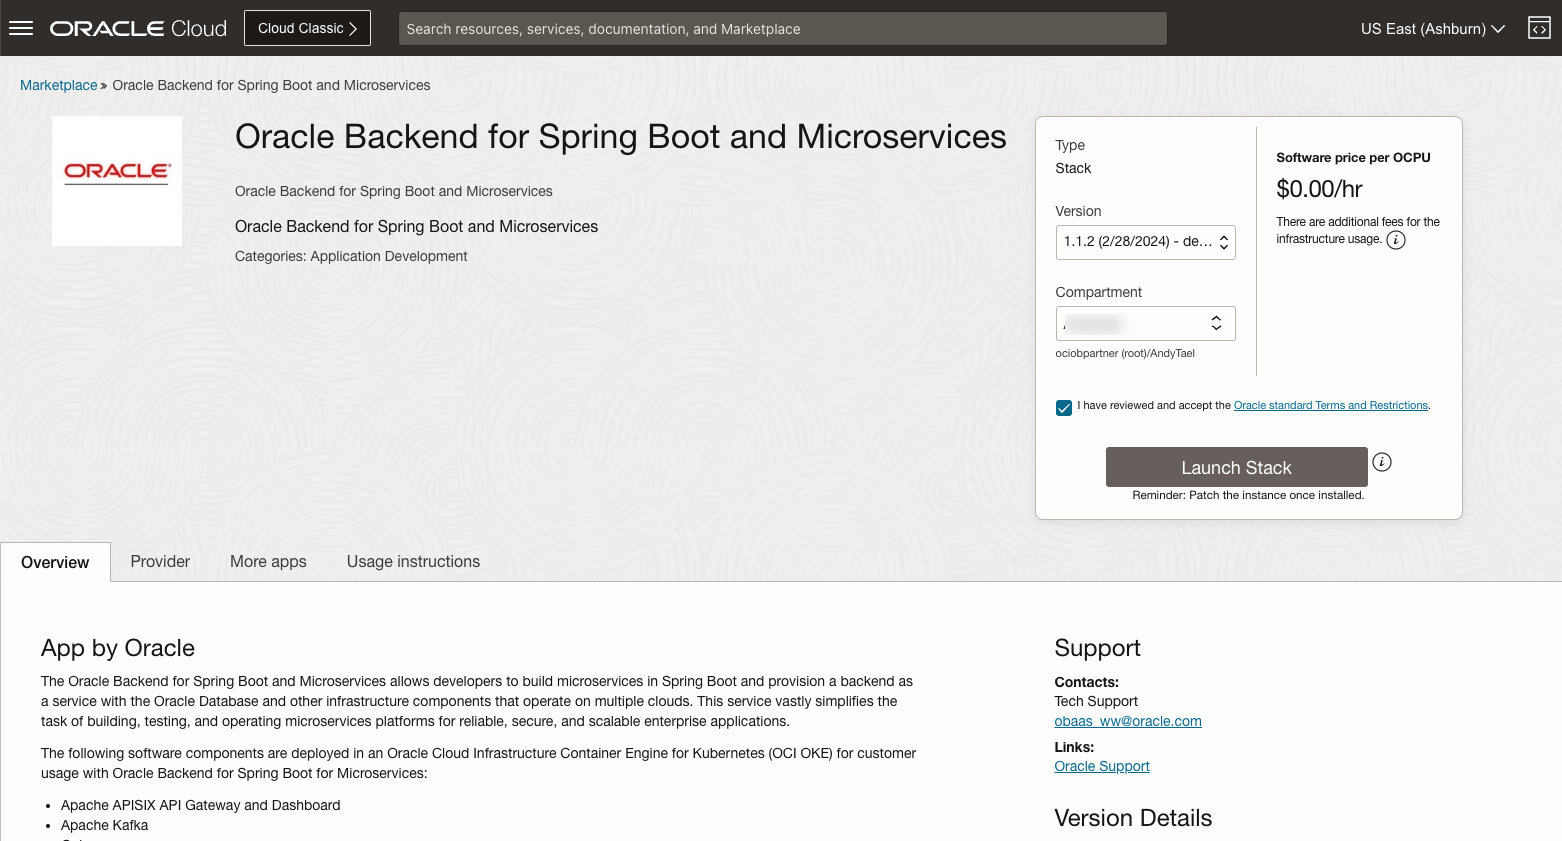 ORACLE Cloud
Cloud Classic
Search resources, services, documentation, and Marketplace
US East (Ashburn)
Marketplace » Oracle Backend for Spring Boot and Microservices
ORACLE
Oracle Backend for Spring Boot and Microservices
Oracle Backend for Spring Boot and Microservices
Oracle Backend for Spring Boot and Microservices
Categories: Application Development
Type
Stack
Version
1.1.2 (2/28/2024) - de...
Compartment
ociobpartner (root)/AndyTael
Software price per OCPU
$0.00/hr
There are additional fees for the
infrastructure usage.
I have reviewed and accept the Oracle standard Terms and Restrictions.
Launch Stack
Reminder: Patch the instance once installed.
Overview
Provider
More apps
Usage instructions
App by Oracle
The Oracle Backend for Spring Boot and Microservices allows developers to build microservices in Spring Boot and provision a backend as
a service with the Oracle Database and other infrastructure components that operate on multiple clouds. This service vastly simplifies the
task of building, testing, and operating microservices platforms for reliable, secure, and scalable enterprise applications.
The following software components are deployed in an Oracle Cloud Infrastructure Container Engine for Kubernetes (OCI OKE) for customer
usage with Oracle Backend for Spring Boot for Microservices:
• Apache APISIX API Gateway and Dashboard
• Apache Kafka
Support
Contacts:
Tech Support
obaas_ww@oracle.com
Links:
Oracle Support
Version Details